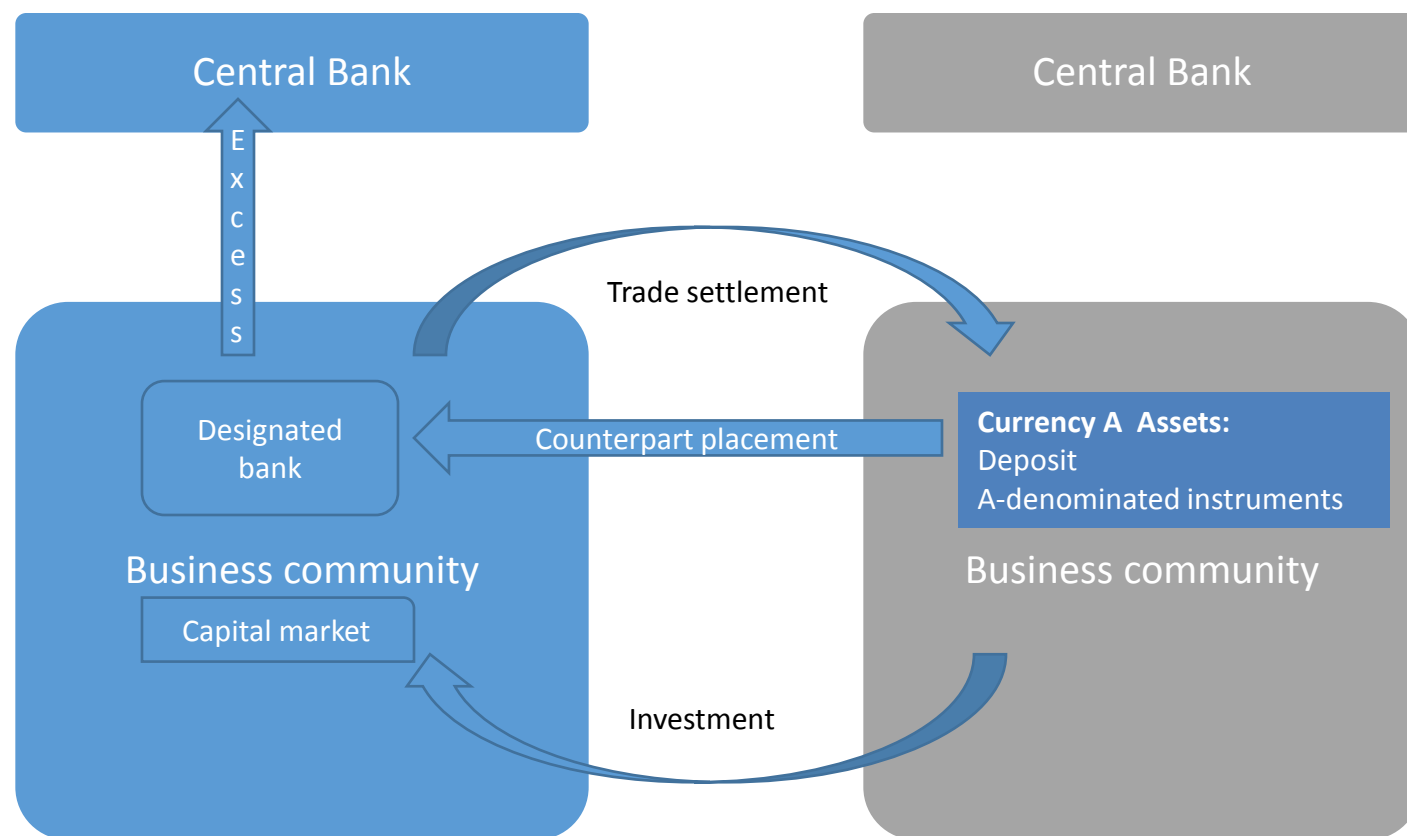 Central Bank
Central Bank
Excess
Trade settlement
Designated
bank
Counterpart placement
Currency A  Assets:
Deposit
A-denominated instruments
Business community
Business community
Capital market
Investment